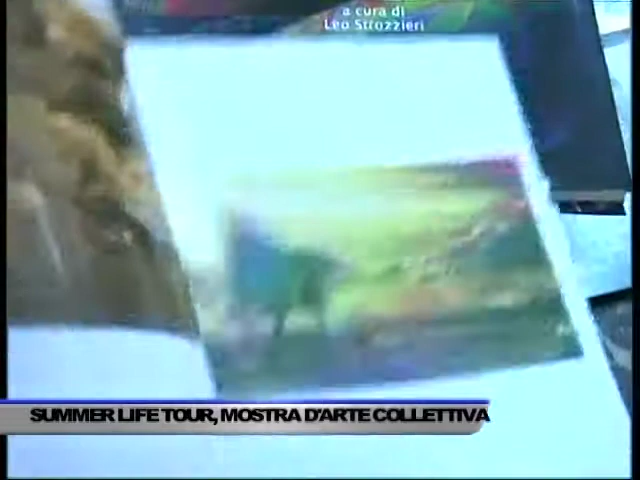 a cura di
Leo Strozzieri
SUMMER LIFE TOUR, MOSTRA D'ARTE COLLETTIVA